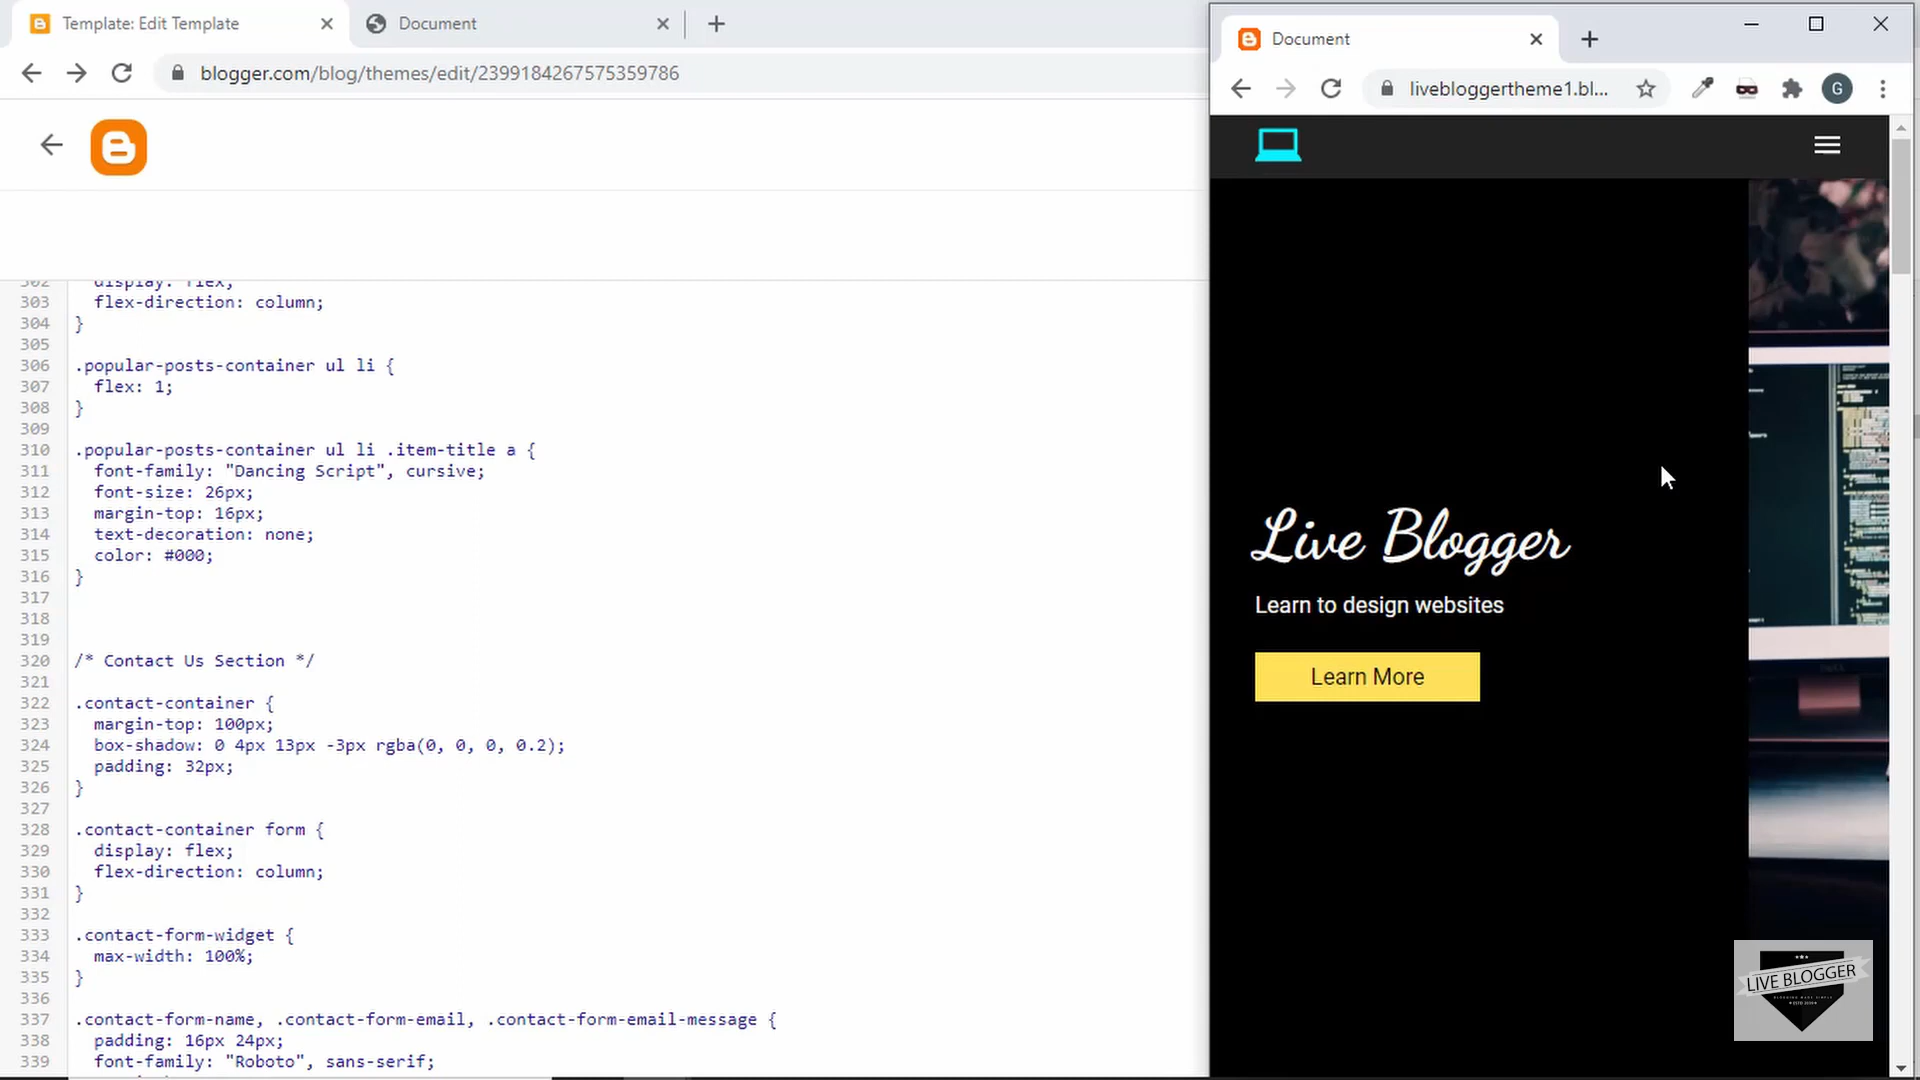 Template: Edit Template
Document
blogger.com/blog/themes/edit/2399184267575359786
302 display: flex;
303 flex-direction: column;
304 }
305
306 .popular-posts-container ul li {
307 flex: 1;
308 }
309
310 .popular-posts-container ul li .item-title a {
311 font-family: "Dancing Script", cursive;
312 font-size: 26px;
313 margin-top: 16px;
314 text-decoration: none;
315 color: #000;
316 }
317
318
319
320 /* Contact Us Section */
321
322 .contact-container {
323 margin-top: 100px;
324 box-shadow: 0 4px 13px -3px rgba(0, 0, 0, 0.2);
325 padding: 32px;
326 }
327
328 .contact-container form {
329 display: flex;
330 flex-direction: column;
331 }
332
333 .contact-form-widget {
334 max-width: 100%;
335 }
336
337 .contact-form-name, .contact-form-email, .contact-form-email-message {
338 padding: 16px 24px;
339 font-family: "Roboto", sans-serif;
Document
livebloggertheme1.bl...
G
Live Blogger
Learn to design websites
Learn More
LIVE BLOGGER